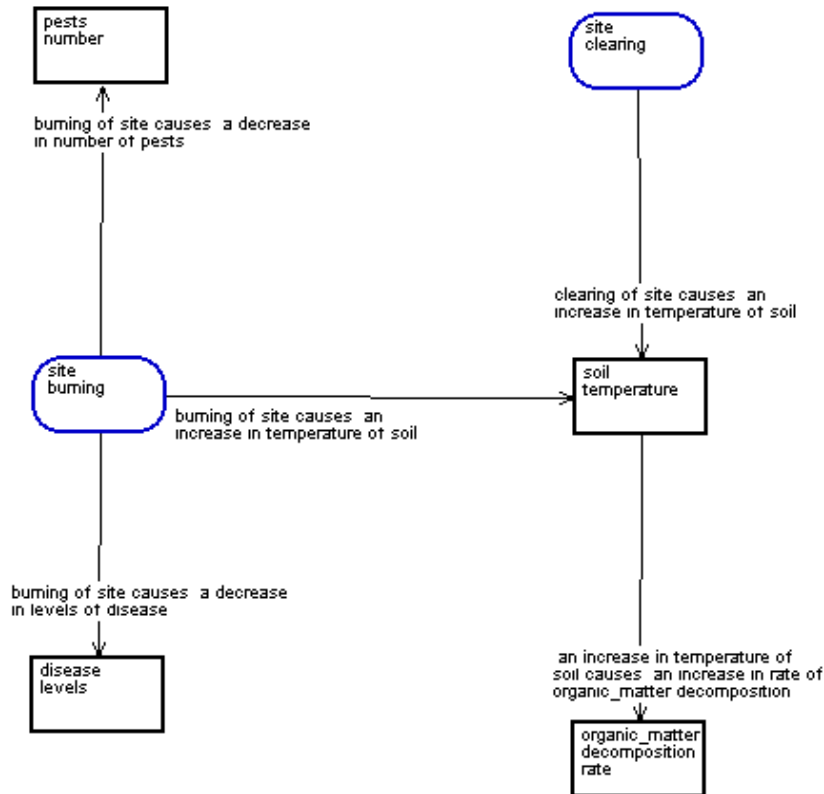 pests
number
site
clearing
burning of site causes a decrease
in number of pests
clearing of site causes an
increase in temperature of soil
site
burning
soil
temperature
burning of site causes an
increase in temperature of soil
burning of site causes a decrease
in levels of disease
an increase in temperature of
soil causes an increase in rate of
organic_matter decomposition
disease
levels
organic_matter
decomposition
rate